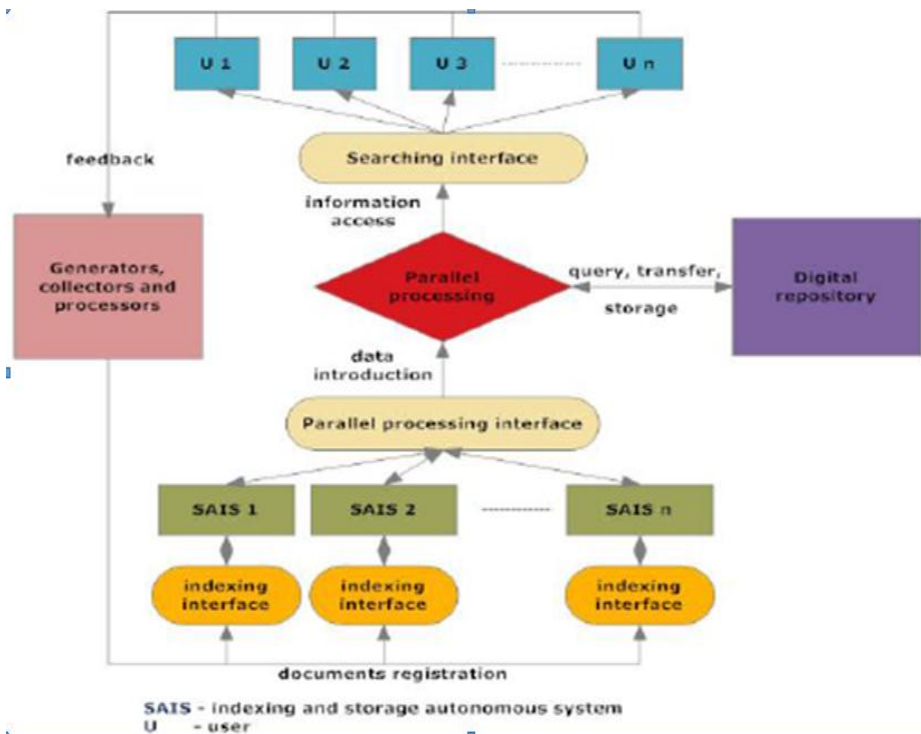 U 1
U 2
U 3
U n
feedback
Searching interface
information
access
Generators,
collectors and
processors
Parallel
processing
query, transfer,
storage
Digital
repository
data
introduction
Parallel processing interface
SAIS 1
SAIS 2
SAIS n
indexing
interface
indexing
interface
indexing
interface
documents registration
SAIS - indexing and storage autonomous system
U - user